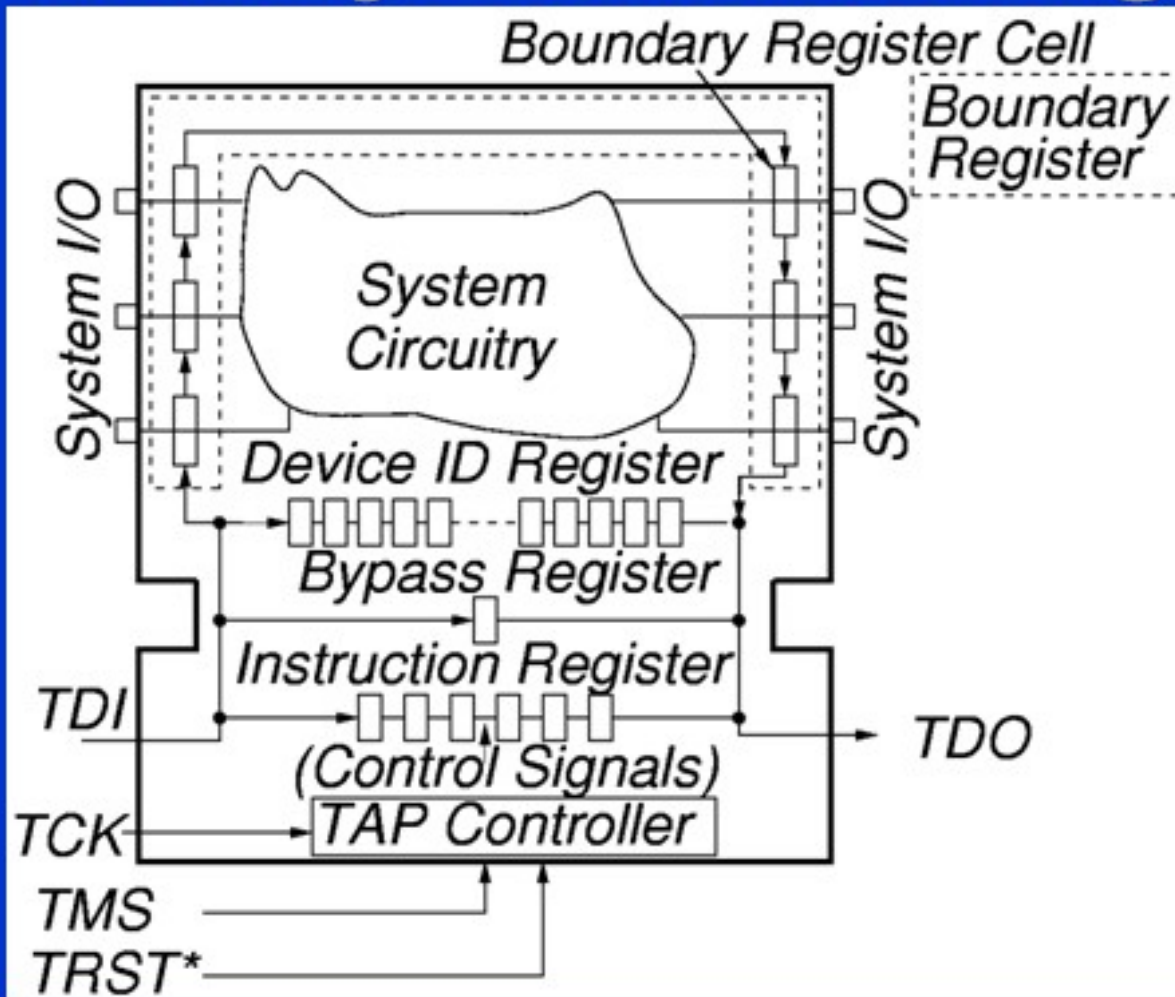 Boundary Register Cell
Boundary
Register
System I/O
System I/O
System
Circuitry
Device ID Register
Bypass Register
Instruction Register
TDI
TDO
(Control Signals)
TCK
TAP Controller
TMS
TRST*